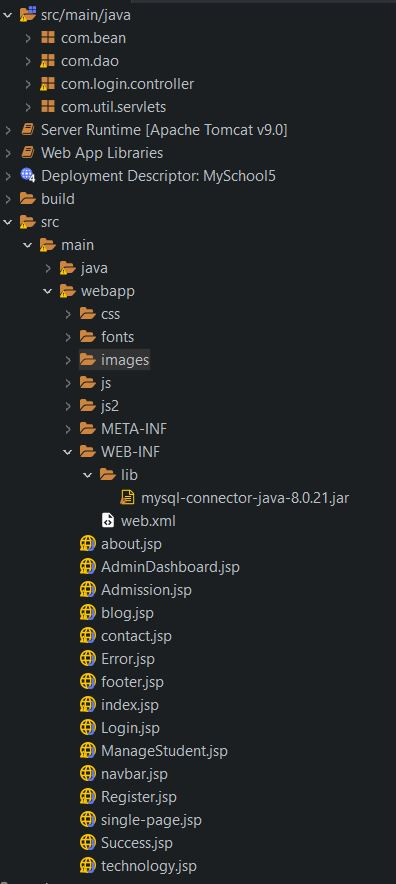 src/main/java
com.bean
com.dao
com.login.controller
com.util.servlets
Server Runtime [Apache Tomcat v9.0]
Web App Libraries
Deployment Descriptor: MySchool5
build
src
main
java
webapp
css
fonts
images
js
js2
META-INF
WEB-INF
lib
mysql-connector-java-8.0.21.jar
web.xml
about.jsp
AdminDashboard.jsp
Admission.jsp
blog.jsp
contact.jsp
Error.jsp
footer.jsp
index.jsp
Login.jsp
ManageStudent.jsp
navbar.jsp
Register.jsp
single-page.jsp
Success.jsp
technology.jsp